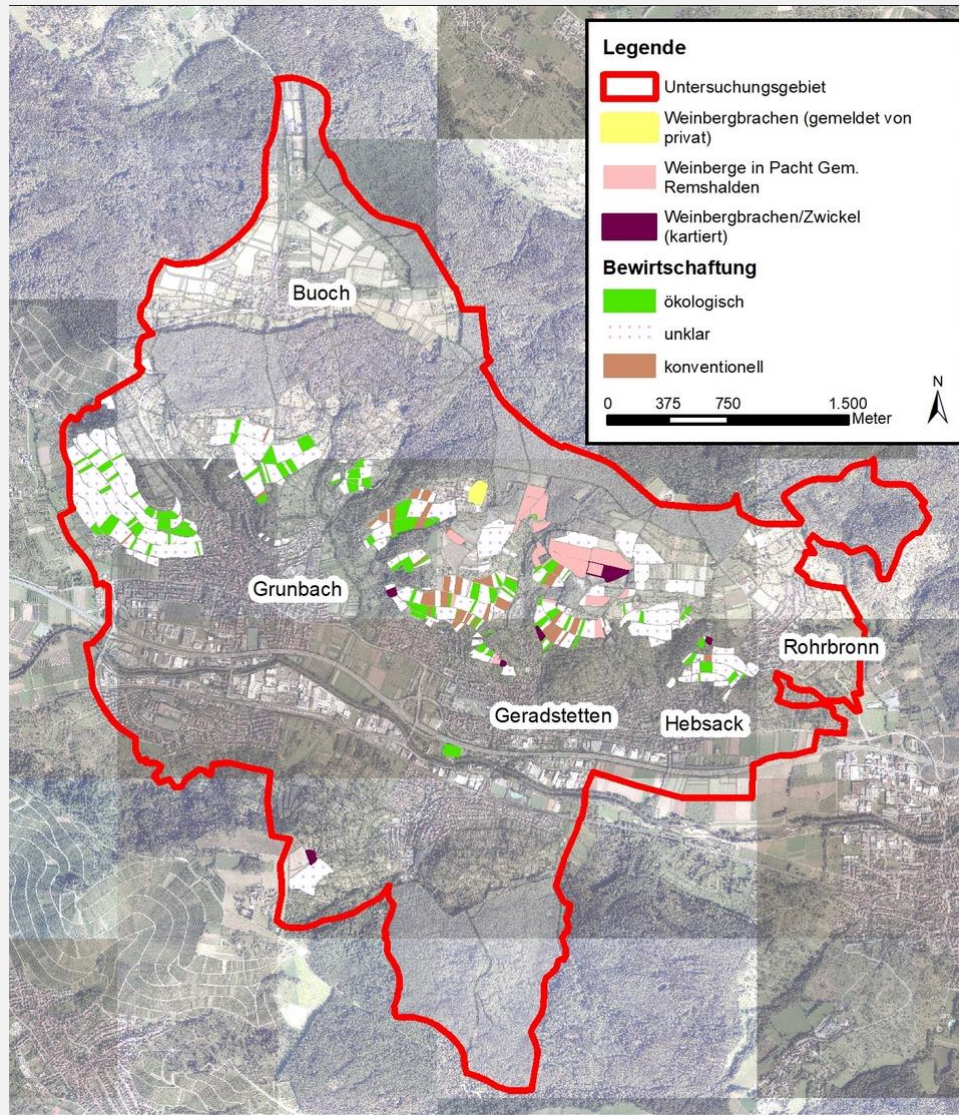 Legende
Untersuchungsgebiet
Weinbergbrachen (gemeldet von
privat)
Weinberge in Pacht Gem.
Remshalden
Weinbergbrachen/Zwickel
(kartiert)
Bewirtschaftung
ökologisch
unklar
konventionell
N
0 375 750 1.500
Meter
Buoch
Grunbach
Rohrbronn
Geradstetten
Hebsack